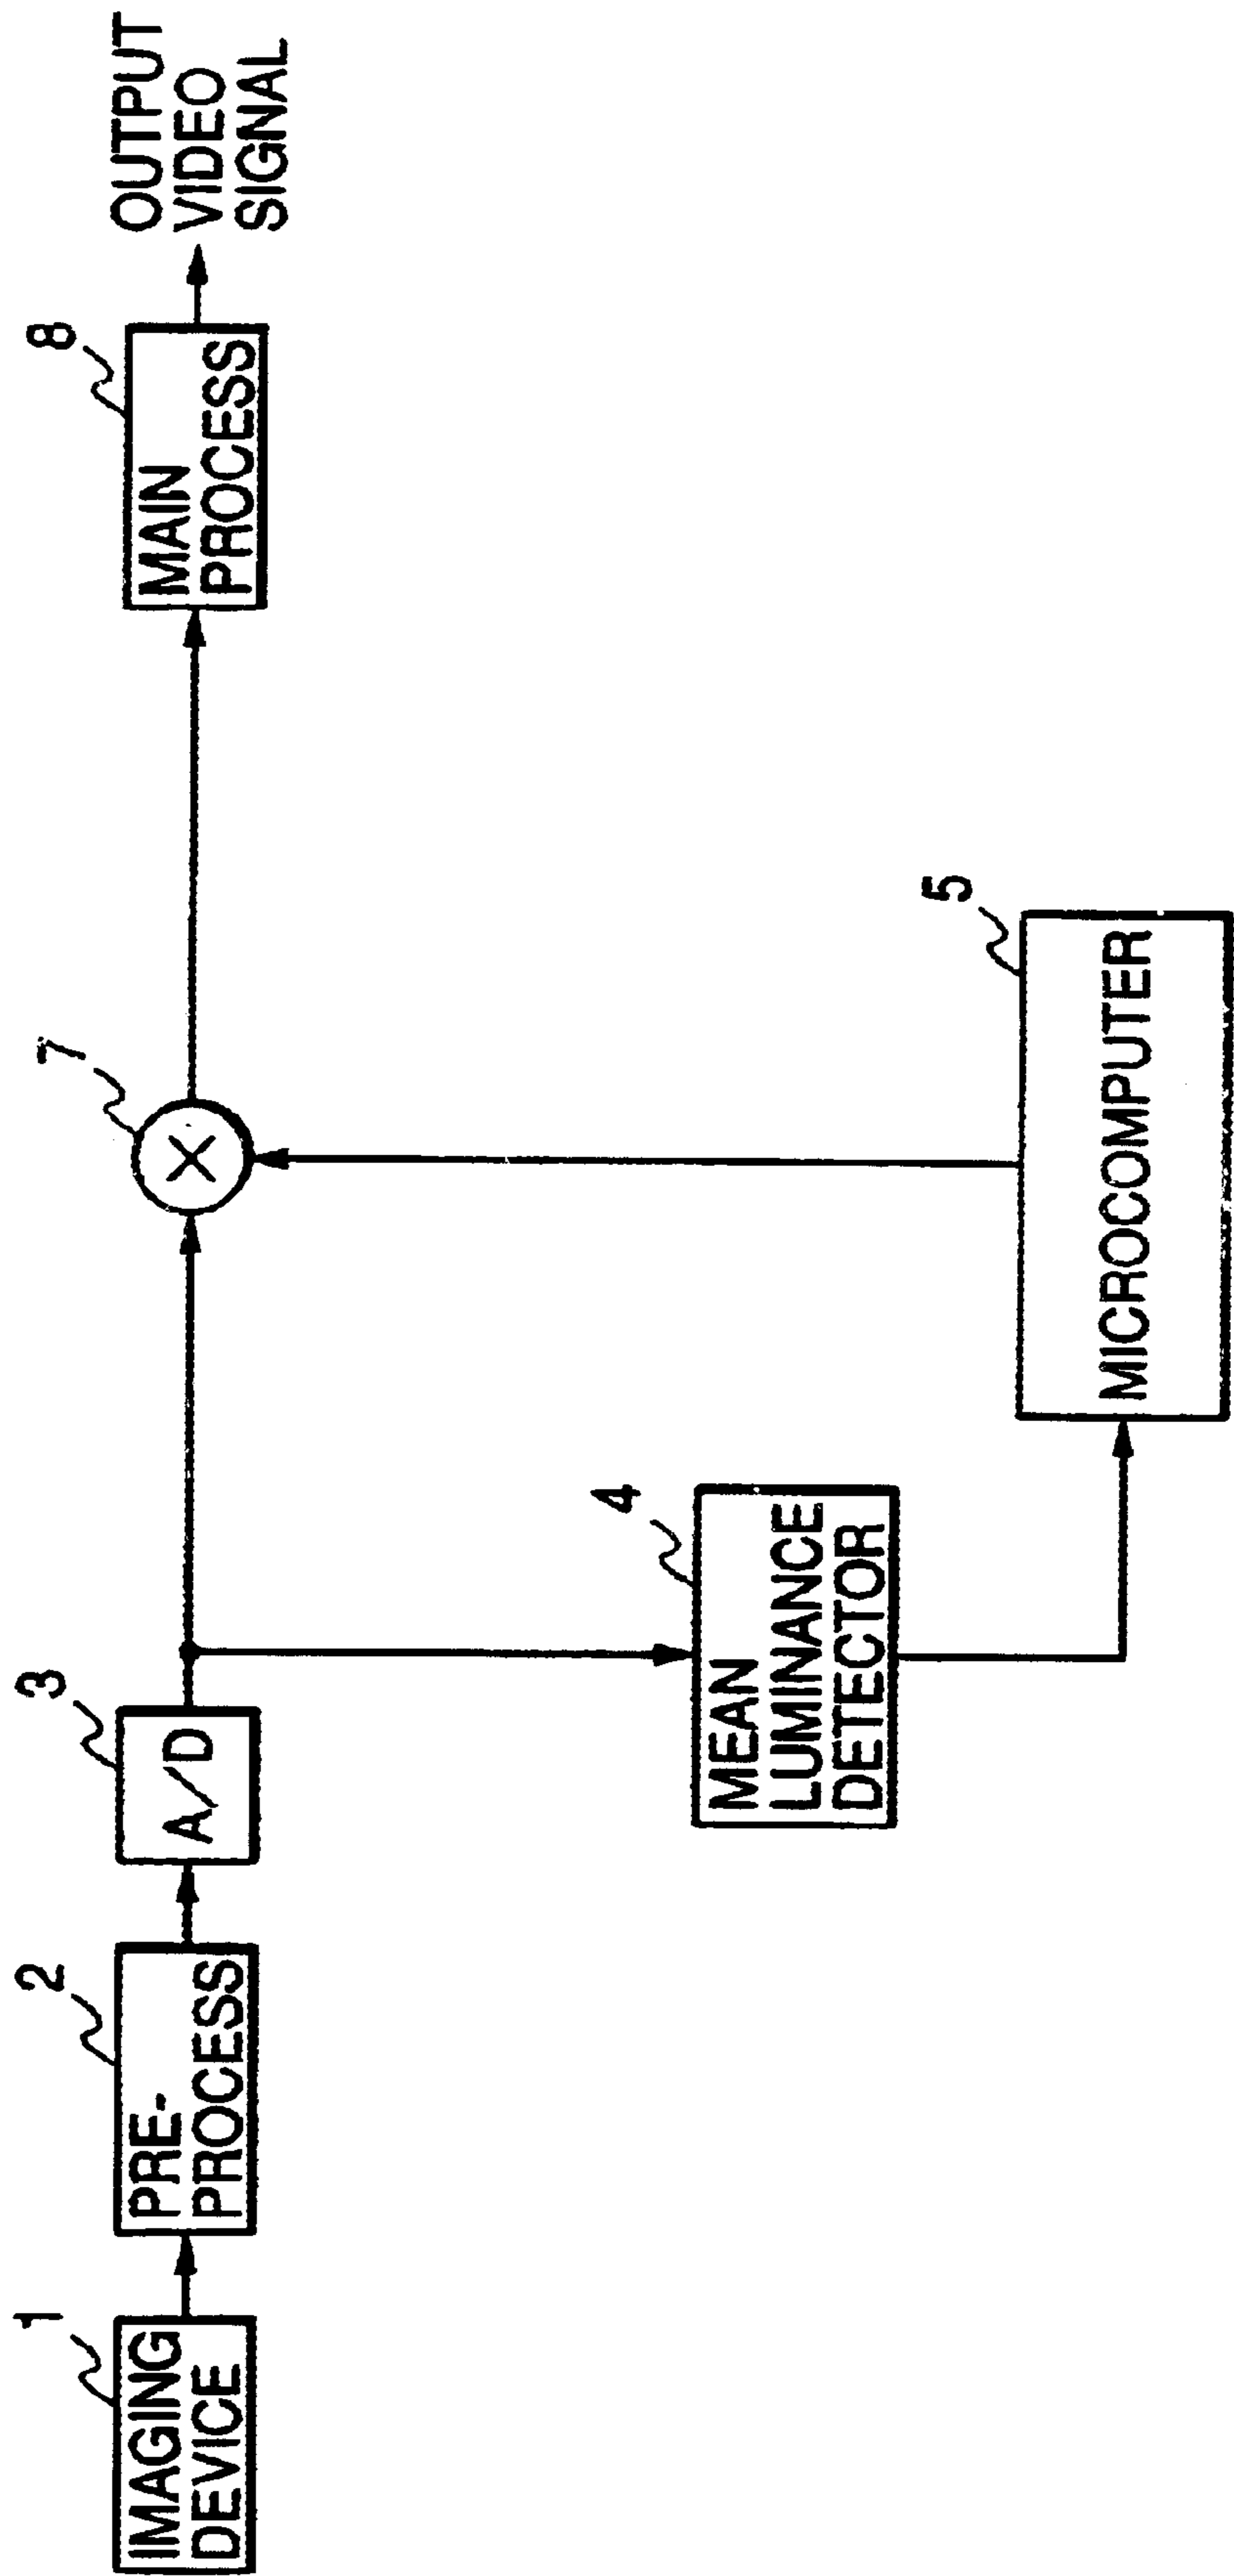 1
IMAGING
DEVICE
2
PRE-
PROCESS
3
A/D
4
MEAN
LUMINANCE
DETECTOR
5
MICROCOMPUTER
7
×
8
MAIN
PROCESS
OUTPUT
VIDEO
SIGNAL